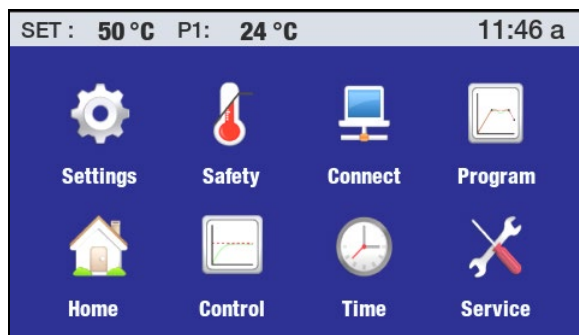 SET : 50 °C P1: 24 °C 11:46 a
Settings Safety Connect Program
Home Control Time Service